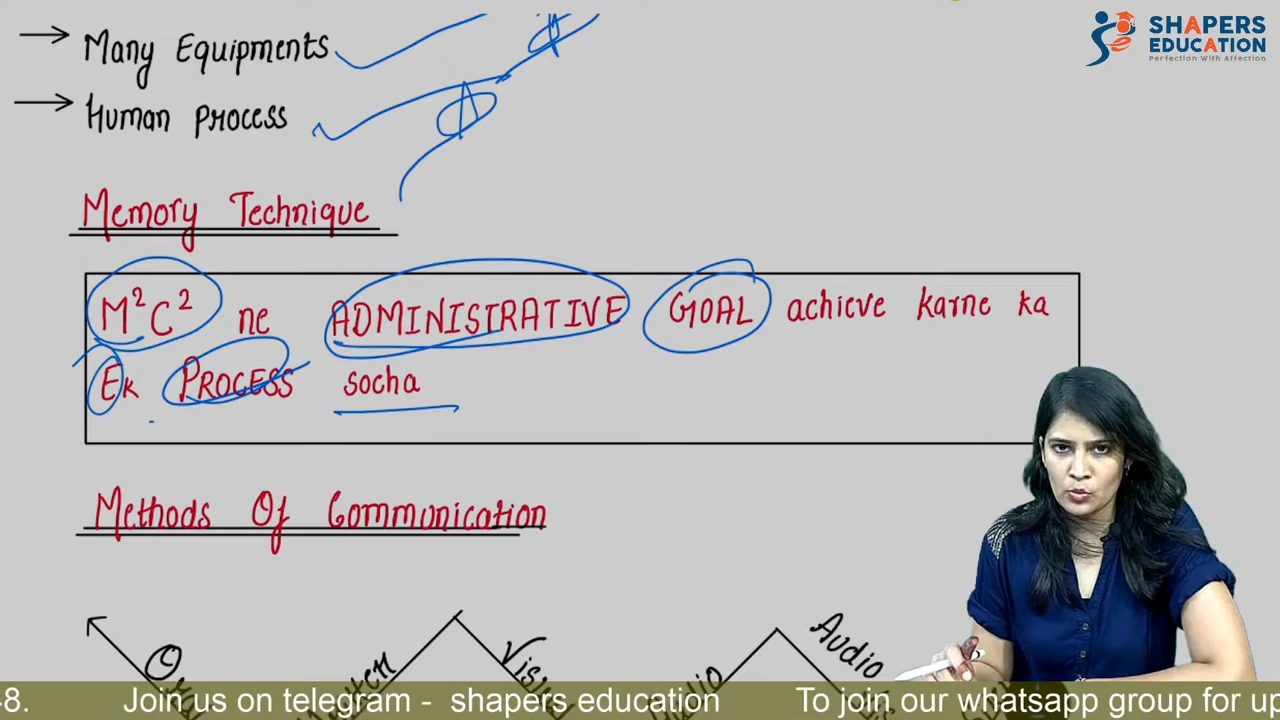 SHAPERS
EDUCATION
Perfection With Affection
→ Many Equipments
→ Human Process
Memory Technique
M²C² ne ADMINISTRATIVE GOAL achieve karne ka
Ek PROCESS socha
Methods Of Communication
Audio
-8. Join us on telegram - shapers education To join our whatsapp group for up